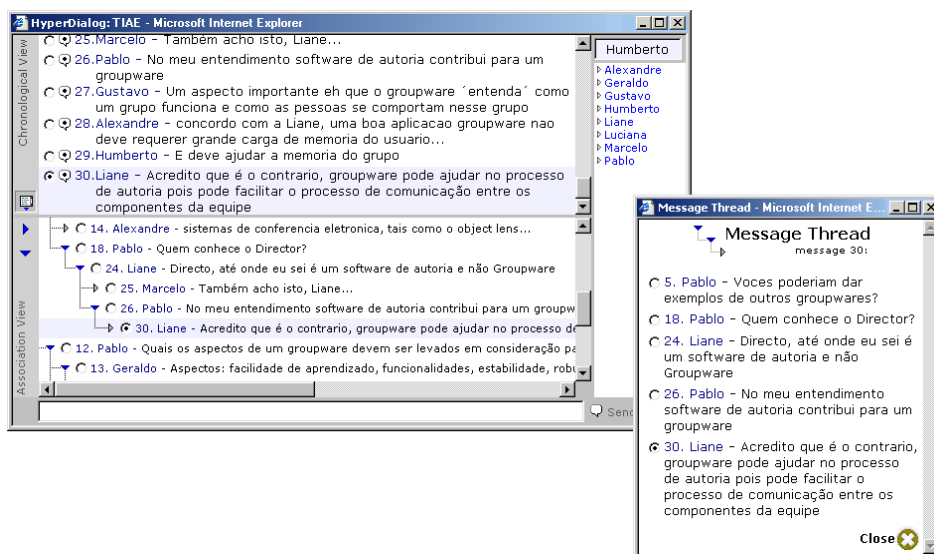 HyperDialog: TIAE - Microsoft Internet Explorer
Chronological View
25.Marcelo - Também acho isto, Liane...
26.Pablo - No meu entendimento software de autoria contribui para um
groupware
27.Gustavo - Um aspecto importante eh que o groupware ´entenda´ como
um grupo funciona e como as pessoas se comportam nesse grupo
28.Alexandre - concordo com a Liane, uma boa aplicacao groupware nao
deve requerer grande carga de memoria do usuario...
29.Humberto - E deve ajudar a memoria do grupo
30.Liane - Acredito que é o contrario, groupware pode ajudar no processo
de autoria pois pode facilitar o processo de comunicação entre os
componentes da equipe
Humberto
Alexandre
Geraldo
Gustavo
Humberto
Liane
Luciana
Marcelo
Pablo
Association View
14. Alexandre - sistemas de conferencia eletronica, tais como o object lens...
18. Pablo - Quem conhece o Director?
24. Liane - Directo, até onde eu sei é um software de autoria e não Groupware
25. Marcelo - Também acho isto, Liane...
26. Pablo - No meu entendimento software de autoria contribui para um groupw
30. Liane - Acredito que é o contrario, groupware pode ajudar no processo de
12. Pablo - Quais os aspectos de um groupware devem ser levados em consideração pa
13. Geraldo - Aspectos: facilidade de aprendizado, funcionalidades, estabilidade, robu
Send
Message Thread - Microsoft Internet E...
Message Thread
message 30:
5. Pablo - Voces poderiam dar
exemplos de outros groupwares?
18. Pablo - Quem conhece o Director?
24. Liane - Directo, até onde eu sei é
um software de autoria e não
Groupware
26. Pablo - No meu entendimento
software de autoria contribui para um
groupware
30. Liane - Acredito que é o contrario,
groupware pode ajudar no processo
de autoria pois pode facilitar o
processo de comunicação entre os
componentes da equipe
Close